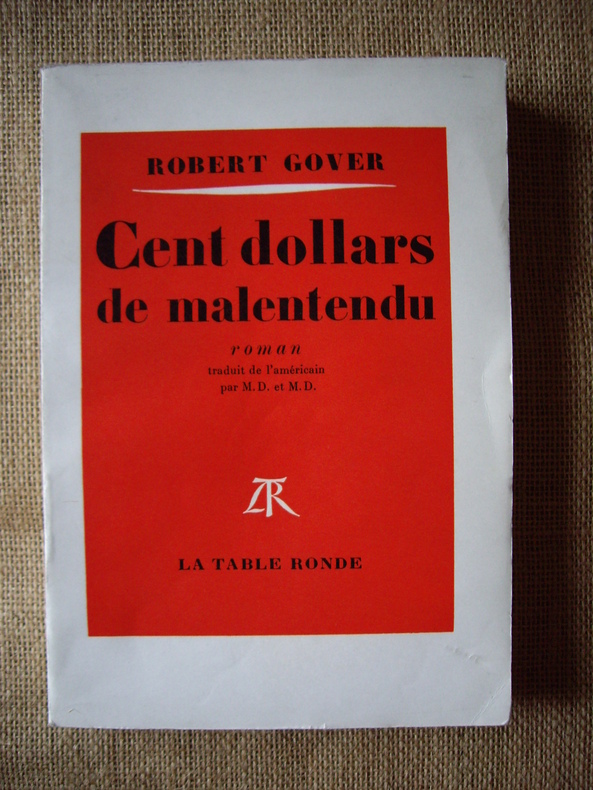 ROBERT GOVER
Cent dollars
de malentendu
roman
traduit de l'américain
par M.D. et M.D.
LTR
LA TABLE RONDE